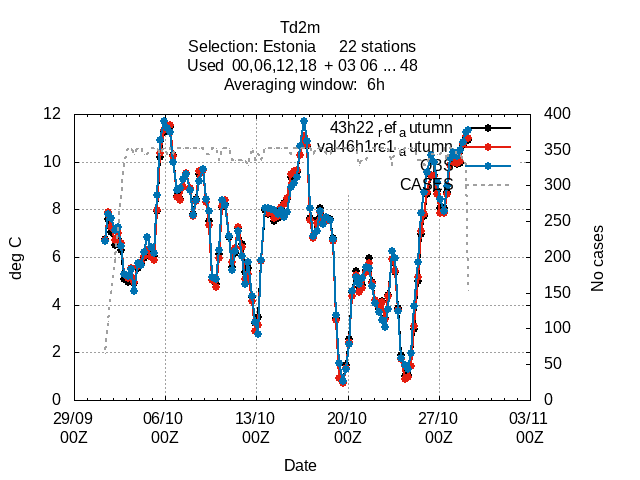 Td2m
Selection: Estonia 22 stations
Used 00,06,12,18 + 03 06 ... 48
Averaging window: 6h
12 400
43h22_ref_autumn
val46h1rc1_autumn
OBS
CASES
10 350
8 300
6 250
4 200
2 150
0 100
50
0
deg C
No cases
29/09 06/10 13/10 20/10 27/10 03/11
00Z 00Z 00Z 00Z 00Z 00Z
Date